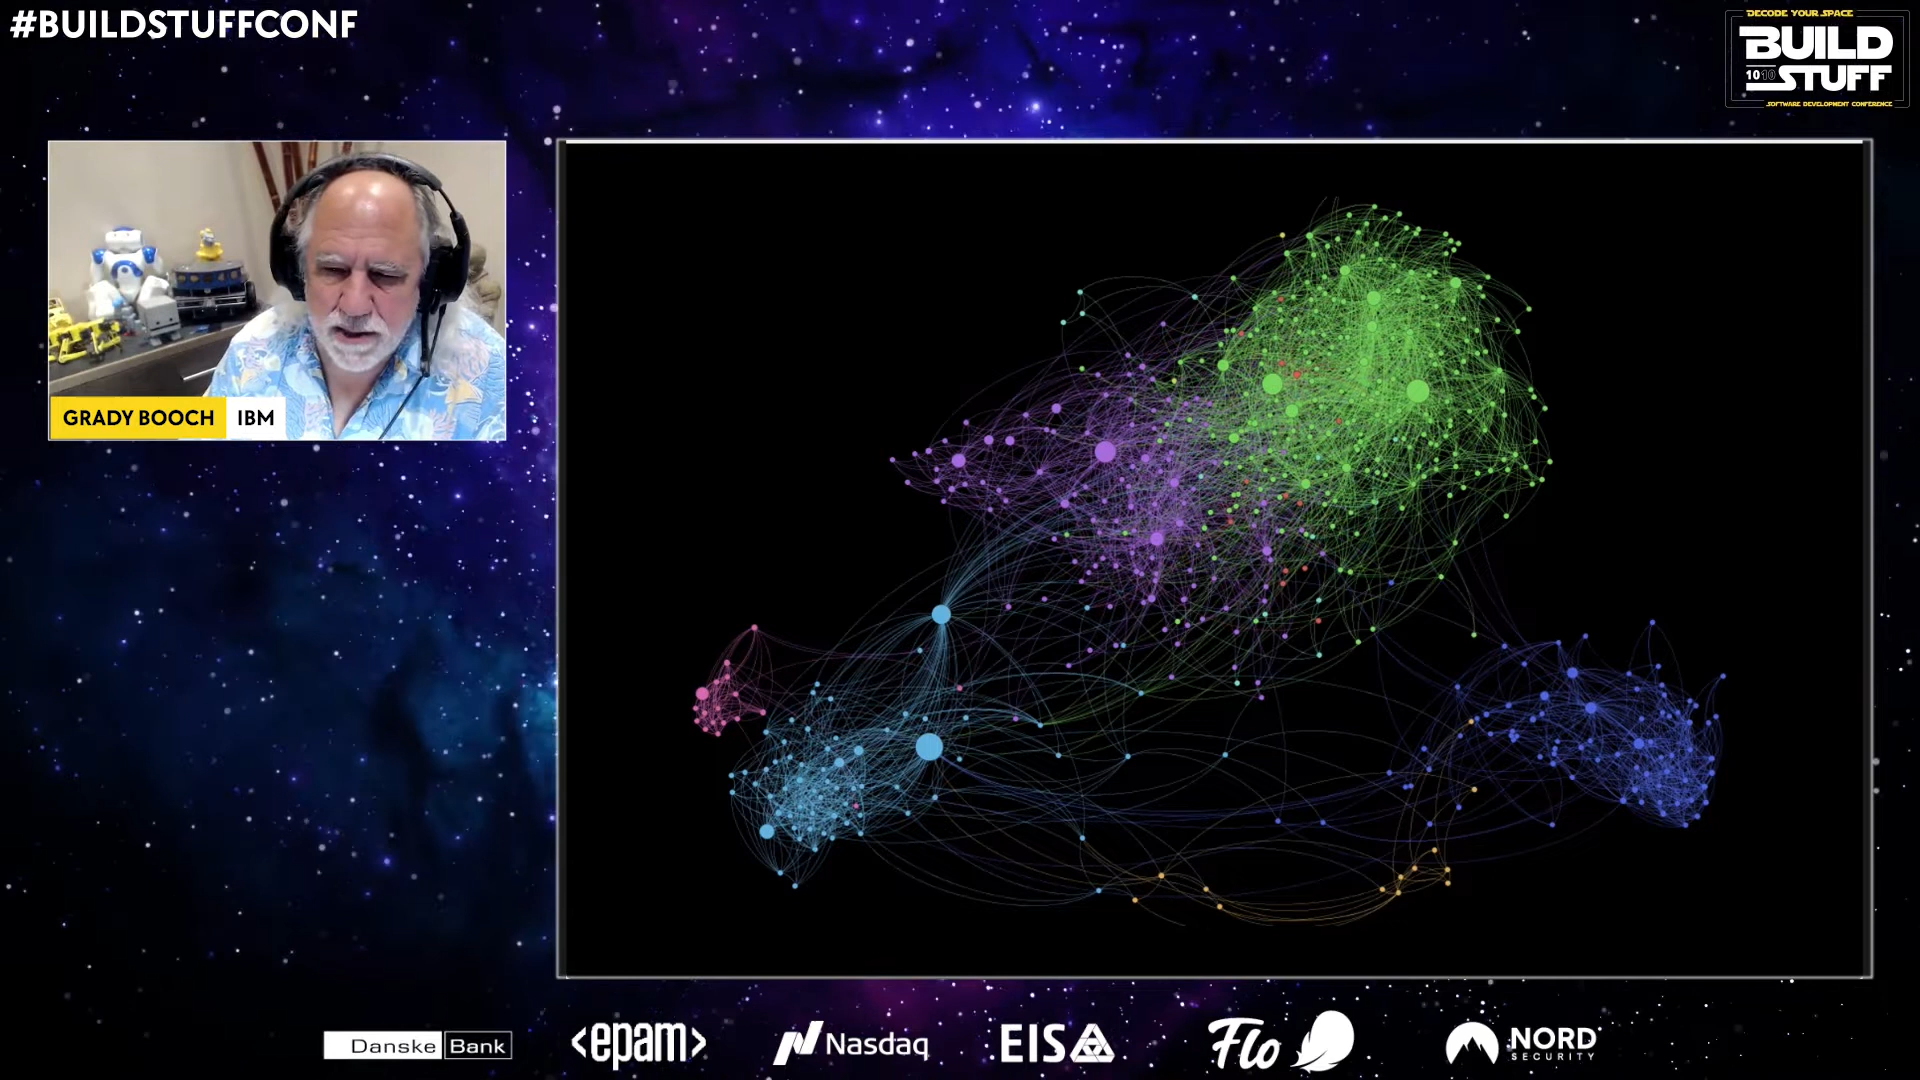 #BUILDSTUFFCONF
DECODE YOUR SPACE
BUILD
1010 STUFF
SOFTWARE DEVELOPMENT CONFERENCE
GRADY BOOCH IBM
Danske Bank
<epam>
Nasdaq
EIS
Flo
NORD
SECURITY